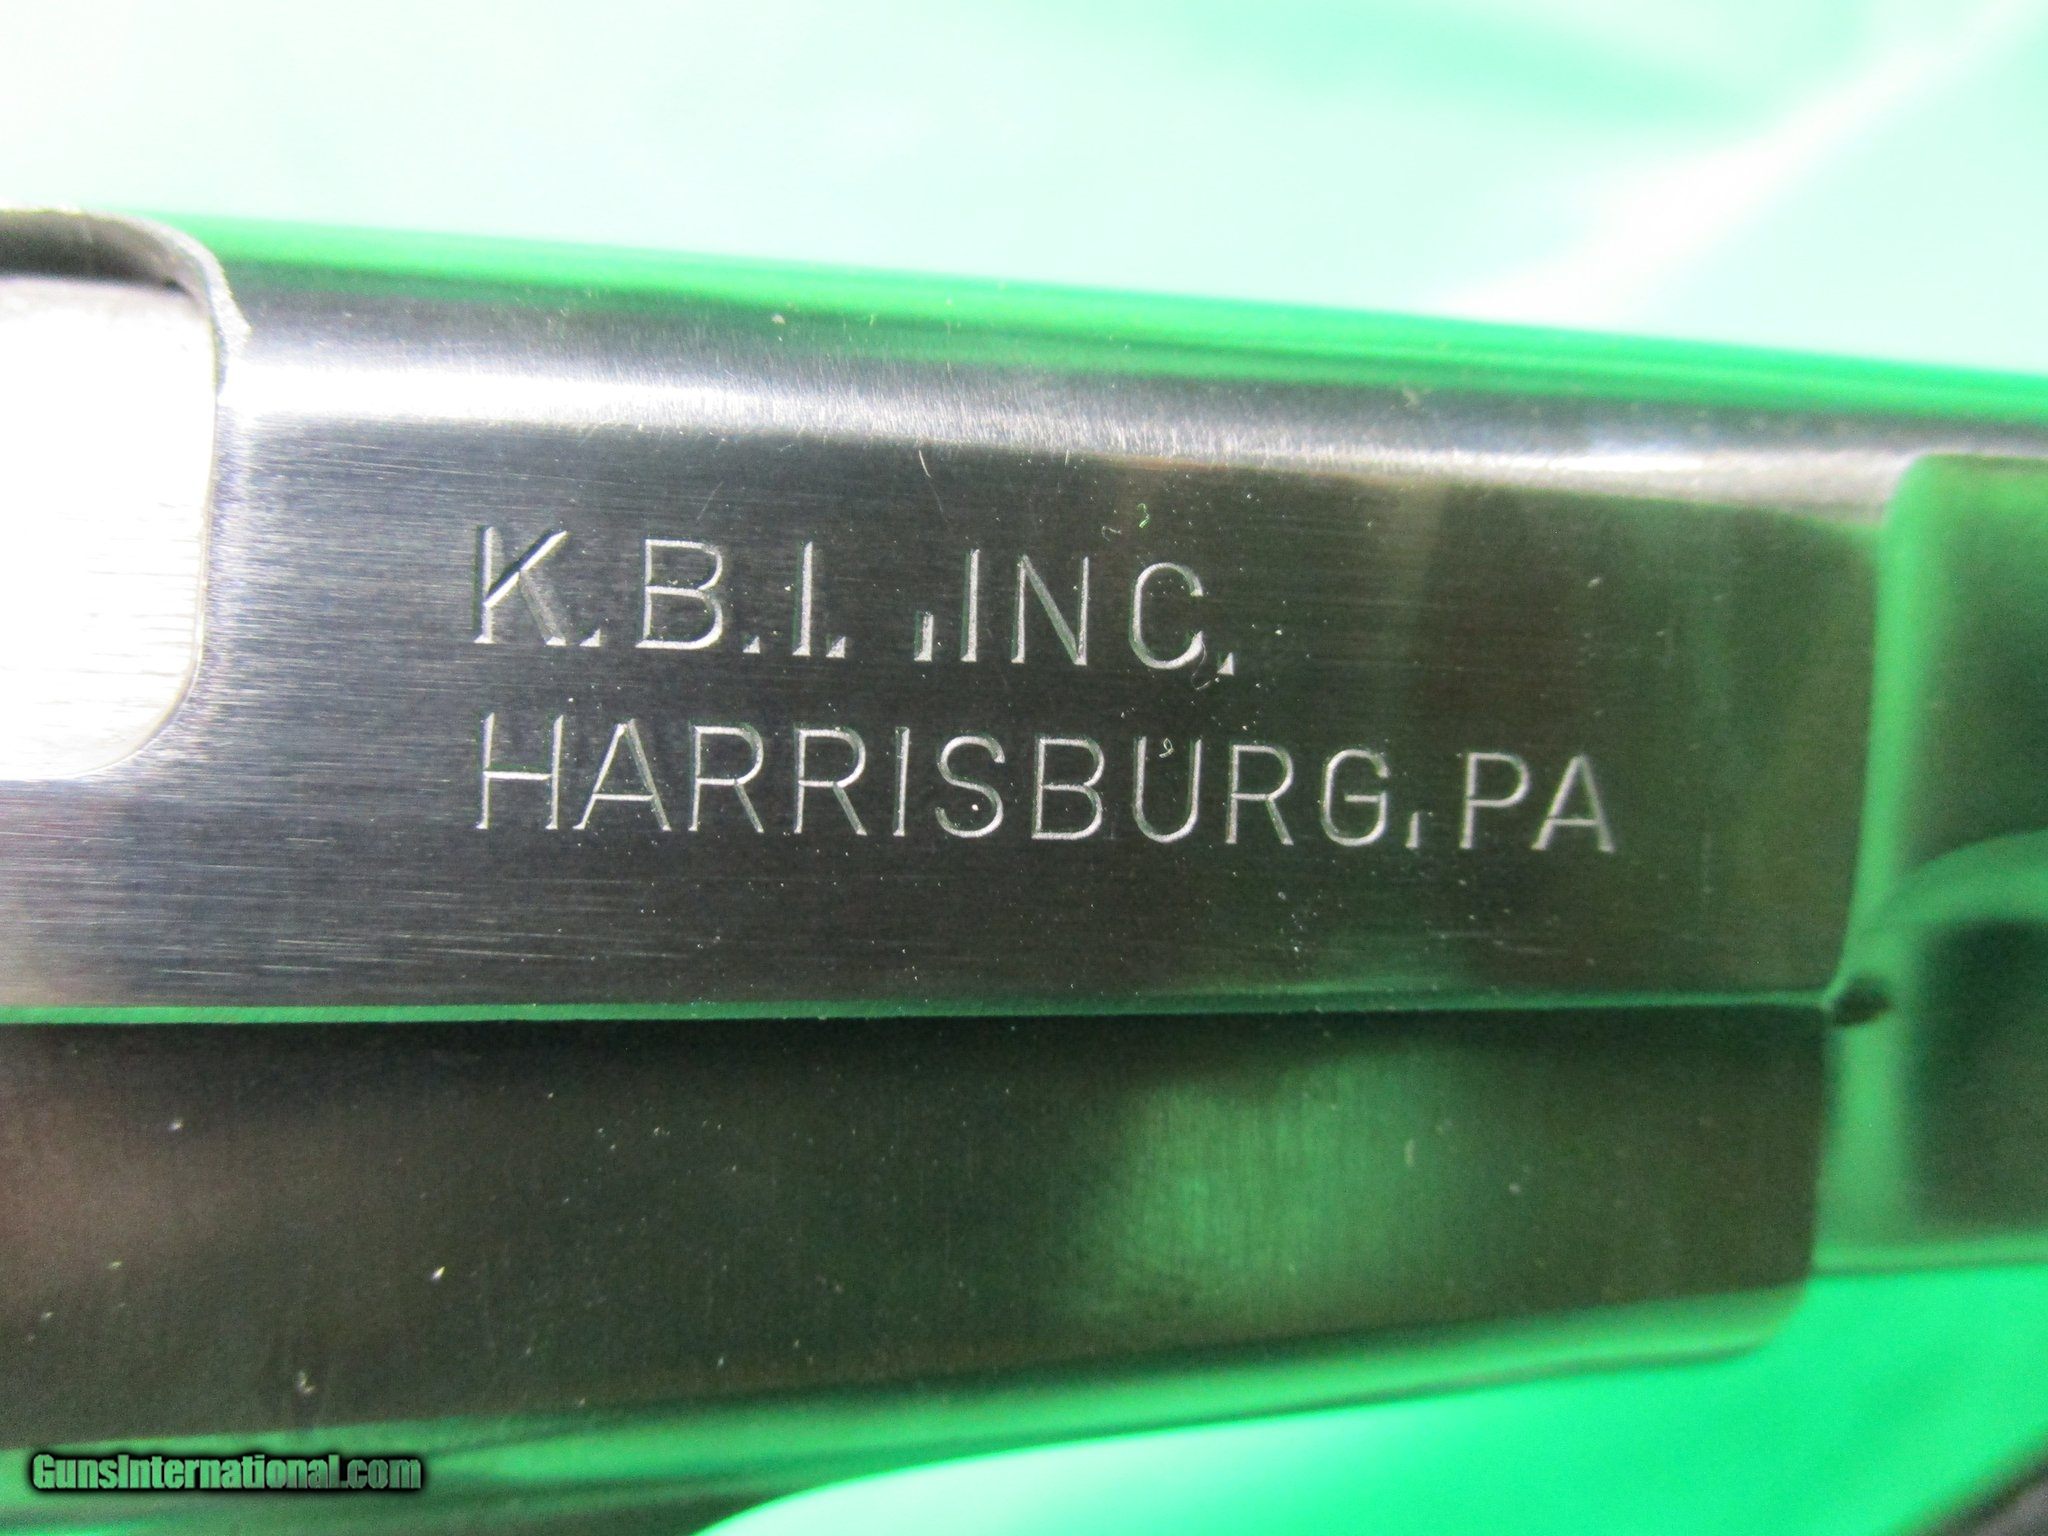 K.B.I. ,INC.
HARRISBURG,PA
GunsInternational.com